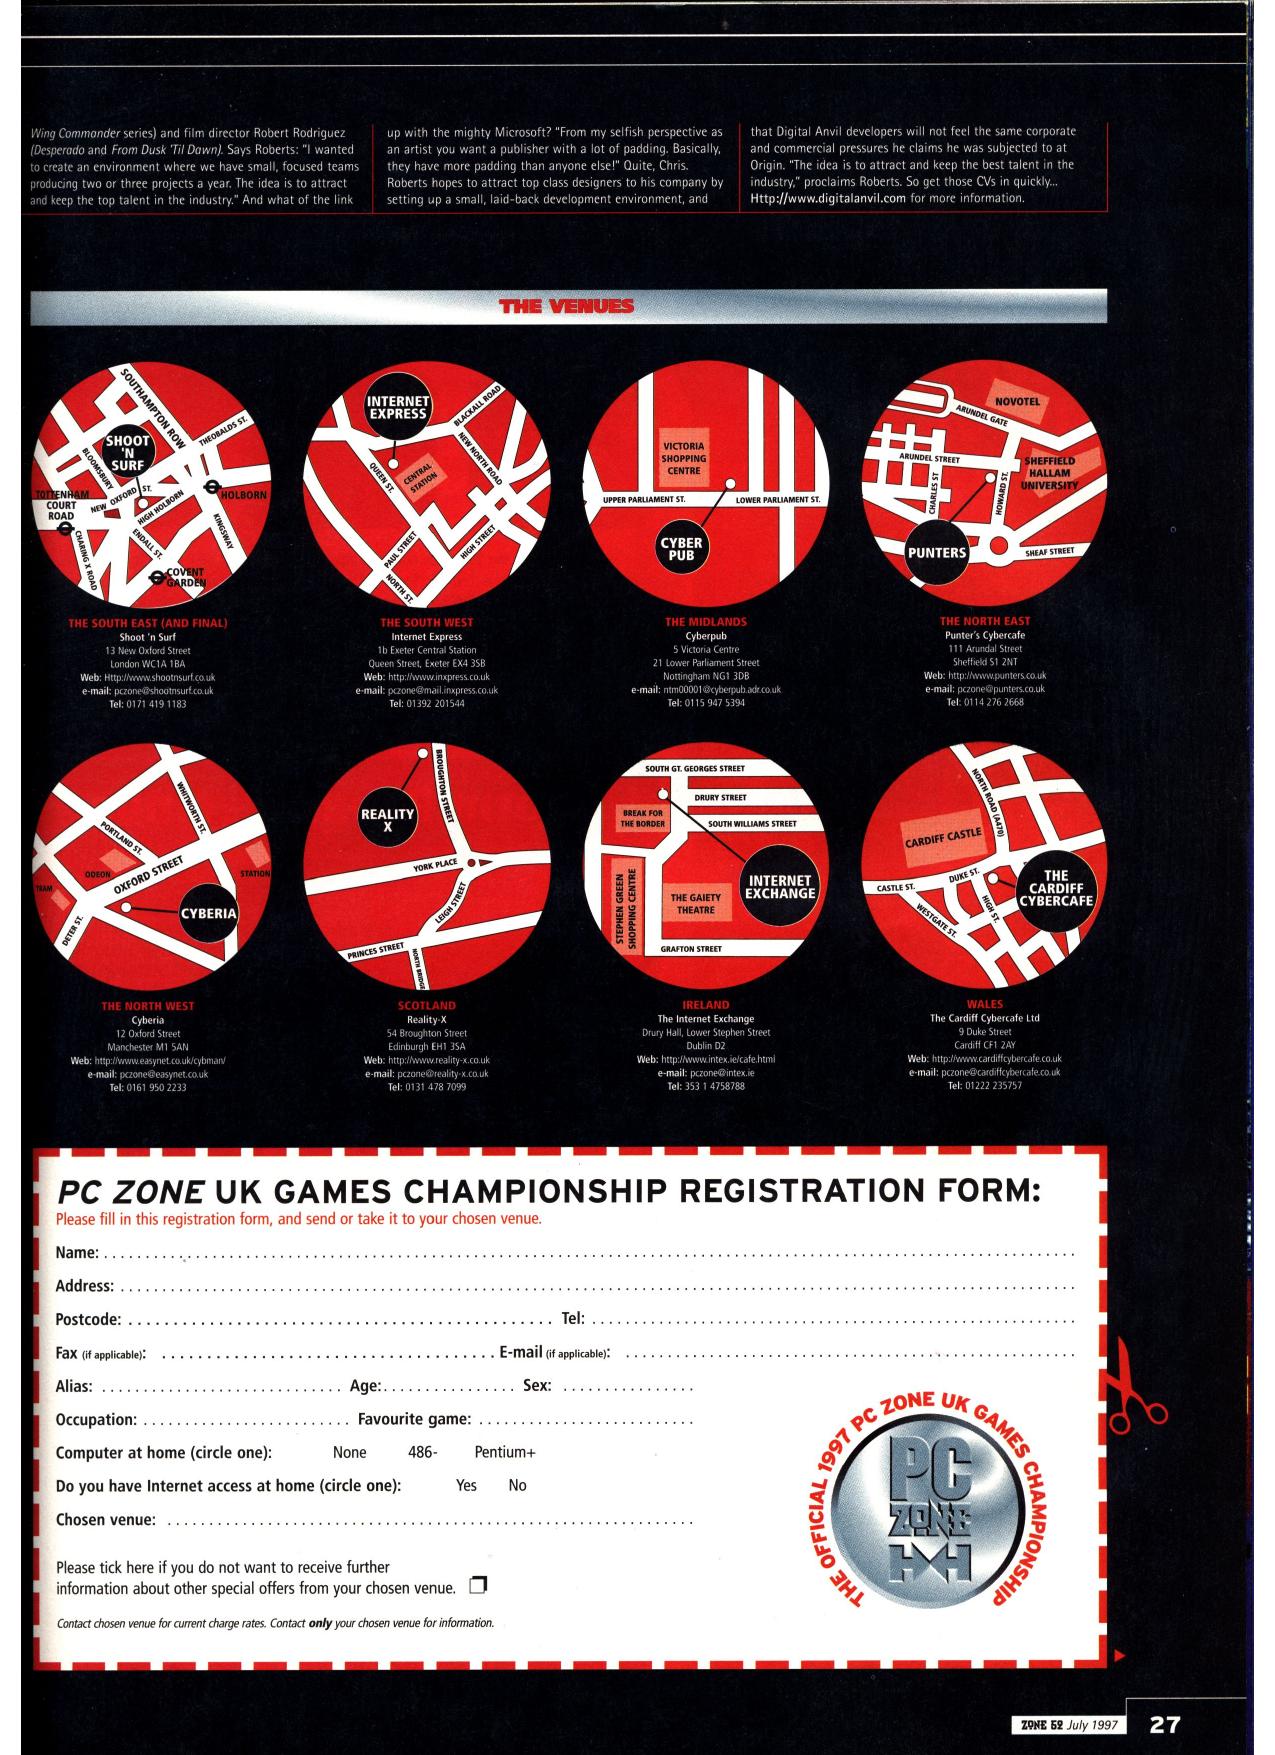 Wing Commander series) and film director Robert Rodriguez
(Desperado and From Dusk 'Til Dawn). Says Roberts: "I wanted
to create an environment where we have small, focused teams
producing two or three projects a year. The idea is to attract
and keep the top talent in the industry." And what of the link
up with the mighty Microsoft? "From my selfish perspective as
an artist you want a publisher with a lot of padding. Basically,
they have more padding than anyone else!" Quite, Chris.
Roberts hopes to attract top class designers to his company by
setting up a small, laid-back development environment, and
that Digital Anvil developers will not feel the same corporate
and commercial pressures he claims he was subjected to at
Origin. "The idea is to attract and keep the best talent in the
industry," proclaims Roberts. So get those CVs in quickly...
Http://www.digitalanvil.com for more information.
THE VENUES
SOUTHAMPTON ROW
THEOBALDS ST.
SHOOT
'N
SURF
BLOOMSBURY
TOTTENHAM
COURT
ROAD
NEW OXFORD ST.
HIGH HOLBORN
HOLBORN
KINGSWAY
ENDALL ST.
CHARING X ROAD
COVENT
GARDEN
THE SOUTH EAST (AND FINAL)
Shoot 'n Surf
13 New Oxford Street
London WC1A 1BA
Web: Http://www.shootnsurf.co.uk
e-mail: pczone@shootnsurf.co.uk
Tel: 0171 419 1183
INTERNET
EXPRESS
BLACKALL ROAD
NEW NORTH ROAD
QUEEN ST.
CENTRAL
STATION
PAUL STREET
HIGH STREET
NORTH ST.
THE SOUTH WEST
Internet Express
1b Exeter Central Station
Queen Street, Exeter EX4 3SB
Web: http://www.inxpress.co.uk
e-mail: pczone@mail.inxpress.co.uk
Tel: 01392 201544
VICTORIA
SHOPPING
CENTRE
UPPER PARLIAMENT ST.
LOWER PARLIAMENT ST.
CYBER
PUB
THE MIDLANDS
Cyberpub
5 Victoria Centre
21 Lower Parliament Street
Nottingham NG1 3DB
e-mail: ntm00001@cyberpub.adr.co.uk
Tel: 0115 947 5394
NOVOTEL
ARUNDEL GATE
ARUNDEL STREET
SHEFFIELD
HALLAM
UNIVERSITY
CHARLES ST
HOWARD ST.
PUNTERS
SHEAF STREET
THE NORTH EAST
Punter's Cybercafe
111 Arundal Street
Sheffield S1 2NT
Web: http://www.punters.co.uk
e-mail: pczone@punters.co.uk
Tel: 0114 276 2668
WHITWORTH ST.
PORTLAND ST.
ODEON
OXFORD STREET
STATION
TRAM
DETER ST.
CYBERIA
THE NORTH WEST
Cyberia
12 Oxford Street
Manchester M1 5AN
Web: http://www.easynet.co.uk/cybman/
e-mail: pczone@easynet.co.uk
Tel: 0161 950 2233
BROUGHTON STREET
REALITY
X
YORK PLACE
LEIGH STREET
PRINCES STREET
NORTH BRIDGE
SCOTLAND
Reality-X
54 Broughton Street
Edinburgh EH1 3SA
Web: http://www.reality-x.co.uk
e-mail: pczone@reality-x.co.uk
Tel: 0131 478 7099
SOUTH GT. GEORGES STREET
DRURY STREET
BREAK FOR
THE BORDER
SOUTH WILLIAMS STREET
STEPHEN GREEN
SHOPPING CENTRE
THE GAIETY
THEATRE
INTERNET
EXCHANGE
GRAFTON STREET
IRELAND
The Internet Exchange
Drury Hall, Lower Stephen Street
Dublin D2
Web: http://www.intex.ie/cafe.html
e-mail: pczone@intex.ie
Tel: 353 1 4758788
NORTH ROAD (A470)
CARDIFF CASTLE
CASTLE ST.
DUKE ST.
HIGH ST.
WESTGATE ST.
THE
CARDIFF
CYBERCAFE
WALES
The Cardiff Cybercafe Ltd
9 Duke Street
Cardiff CF1 2AY
Web: http://www.cardiffcybercafe.co.uk
e-mail: pczone@cardiffcybercafe.co.uk
Tel: 01222 235757
PC ZONE UK GAMES CHAMPIONSHIP REGISTRATION FORM:
Please fill in this registration form, and send or take it to your chosen venue.
Name:
Address:
Postcode: Tel:
Fax (if applicable): E-mail (if applicable):
Alias: Age: Sex:
Occupation: Favourite game:
Computer at home (circle one): None 486- Pentium+
Do you have Internet access at home (circle one): Yes No
Chosen venue:
Please tick here if you do not want to receive further
information about other special offers from your chosen venue.
Contact chosen venue for current charge rates. Contact only your chosen venue for information.
THE OFFICIAL 1997 PC ZONE UK GAMES CHAMPIONSHIP
PC
ZONE
ZONE 52 July 1997 27